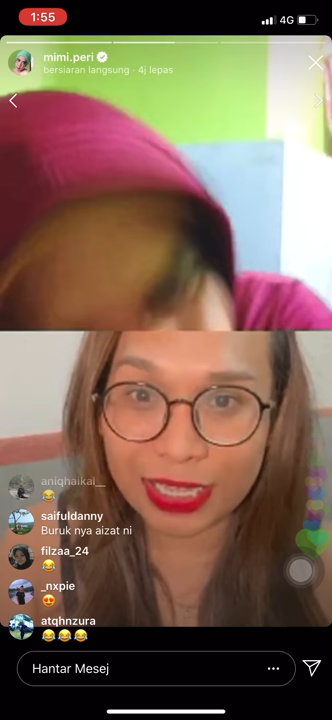 1:55
4G
mimi.peri
bersiaran langsung · 4j lepas
aniqhaikal__
😂
saifuldanny
Buruk nya aizat ni
filzaa_24
😂
_nxpie
😍
atqhnzura
😂😂😂
Hantar Mesej